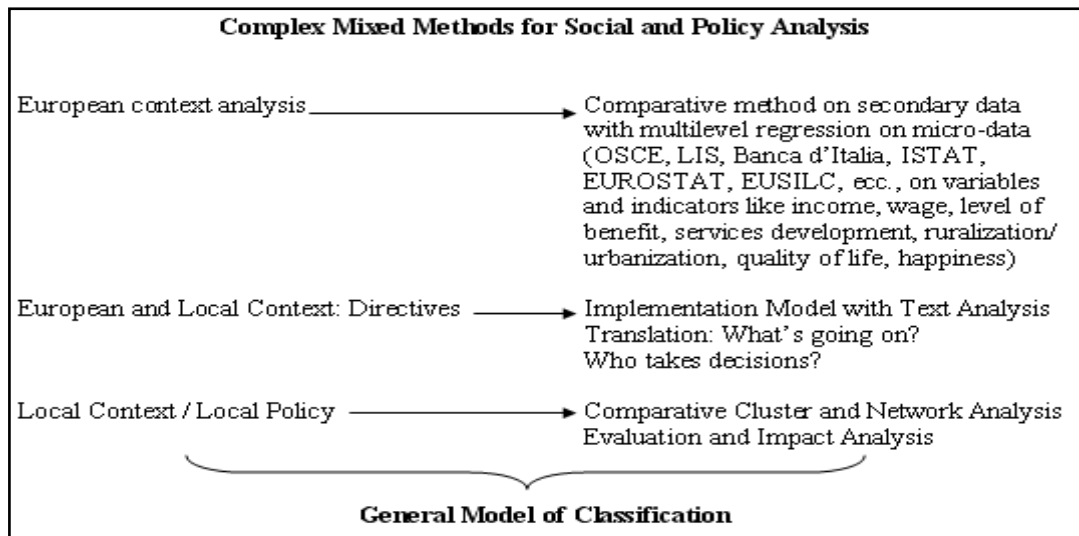 Complex Mixed Methods for Social and Policy Analysis
European context analysis
Comparative method on secondary data
with multilevel regression on micro-data
(OSCE, LIS, Banca d'Italia, ISTAT,
EUROSTAT, EUSILC, ecc., on variables
and indicators like income, wage, level of
benefit, services development, ruralization/
urbanization, quality of life, happiness)
European and Local Context: Directives
Implementation Model with Text Analysis
Translation: What's going on?
Who takes decisions?
Local Context / Local Policy
Comparative Cluster and Network Analysis
Evaluation and Impact Analysis
General Model of Classification